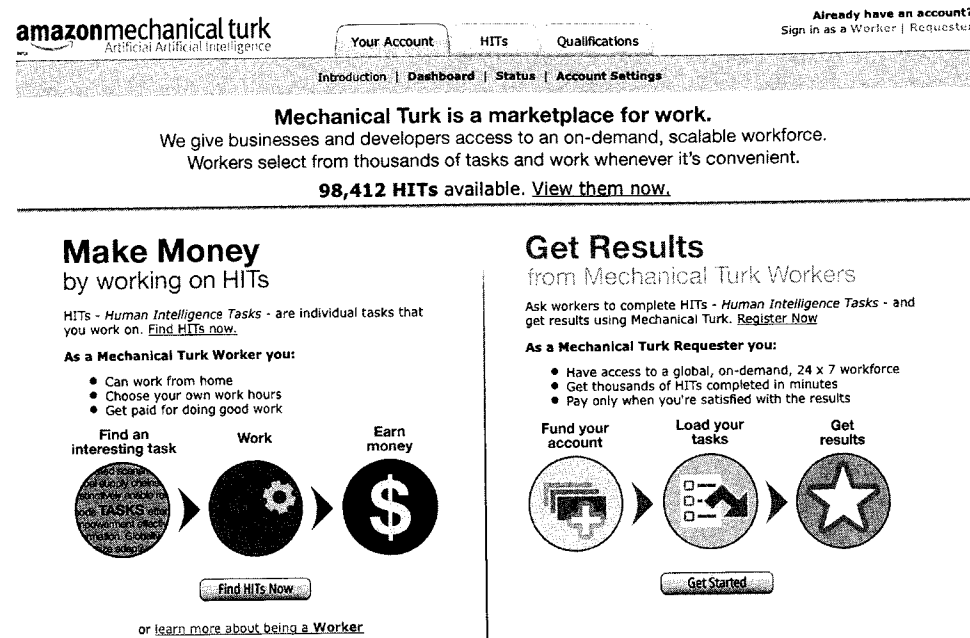 amazonmechanical turk
beta
Artificial Artificial Intelligence
Your Account
HITs
Qualifications
Already have an account?
Sign in as a Worker | Requester
Introduction | Dashboard | Status | Account Settings
Mechanical Turk is a marketplace for work.
We give businesses and developers access to an on-demand, scalable workforce.
Workers select from thousands of tasks and work whenever it's convenient.
98,412 HITs available. View them now.
Make Money
by working on HITs
HITs - Human Intelligence Tasks - are individual tasks that
you work on. Find HITs now.
As a Mechanical Turk Worker you:
• Can work from home
• Choose your own work hours
• Get paid for doing good work
Find an
interesting task
Work
Earn
money
TASKS
$
Find HITs Now
or learn more about being a Worker
Get Results
from Mechanical Turk Workers
Ask workers to complete HITs - Human Intelligence Tasks - and
get results using Mechanical Turk. Register Now
As a Mechanical Turk Requester you:
• Have access to a global, on-demand, 24 x 7 workforce
• Get thousands of HITs completed in minutes
• Pay only when you're satisfied with the results
Fund your
account
Load your
tasks
Get
results
Get Started